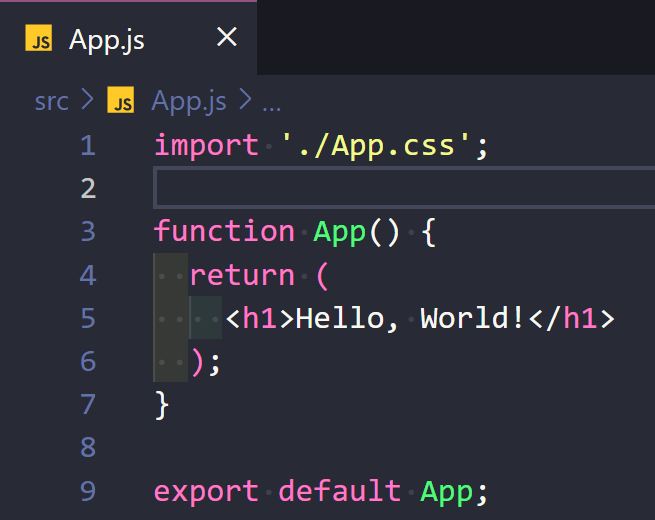 JS App.js ×
src > JS App.js > ...
1 import './App.css';
2
3 function App() {
4   return (
5     <h1>Hello, World!</h1>
6   );
7 }
8
9 export default App;